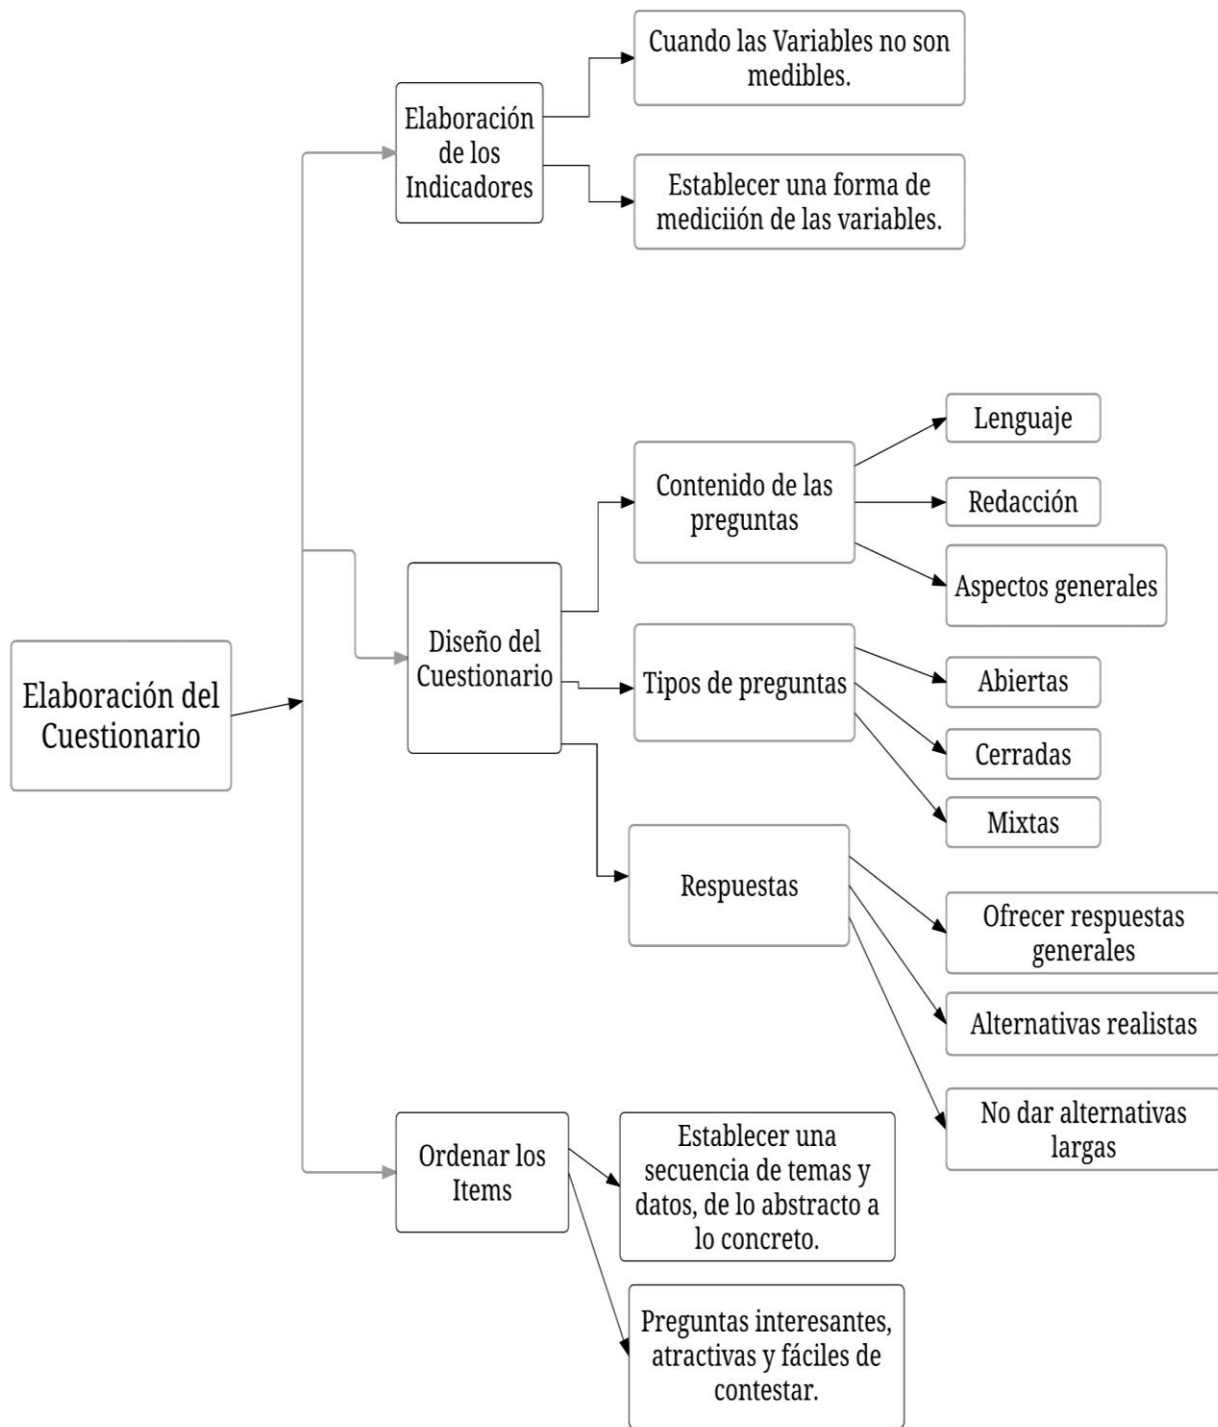 Cuando las Variables no son
medibles.
Elaboración
de los
Indicadores
Establecer una forma de
mediciión de las variables.
Lenguaje
Contenido de las
preguntas
Redacción
Aspectos generales
Diseño del
Cuestionario
Tipos de preguntas
Abiertas
Cerradas
Mixtas
Elaboración del
Cuestionario
Respuestas
Ofrecer respuestas
generales
Alternativas realistas
No dar alternativas
largas
Ordenar los
Items
Establecer una
secuencia de temas y
datos, de lo abstracto a
lo concreto.
Preguntas interesantes,
atractivas y fáciles de
contestar.